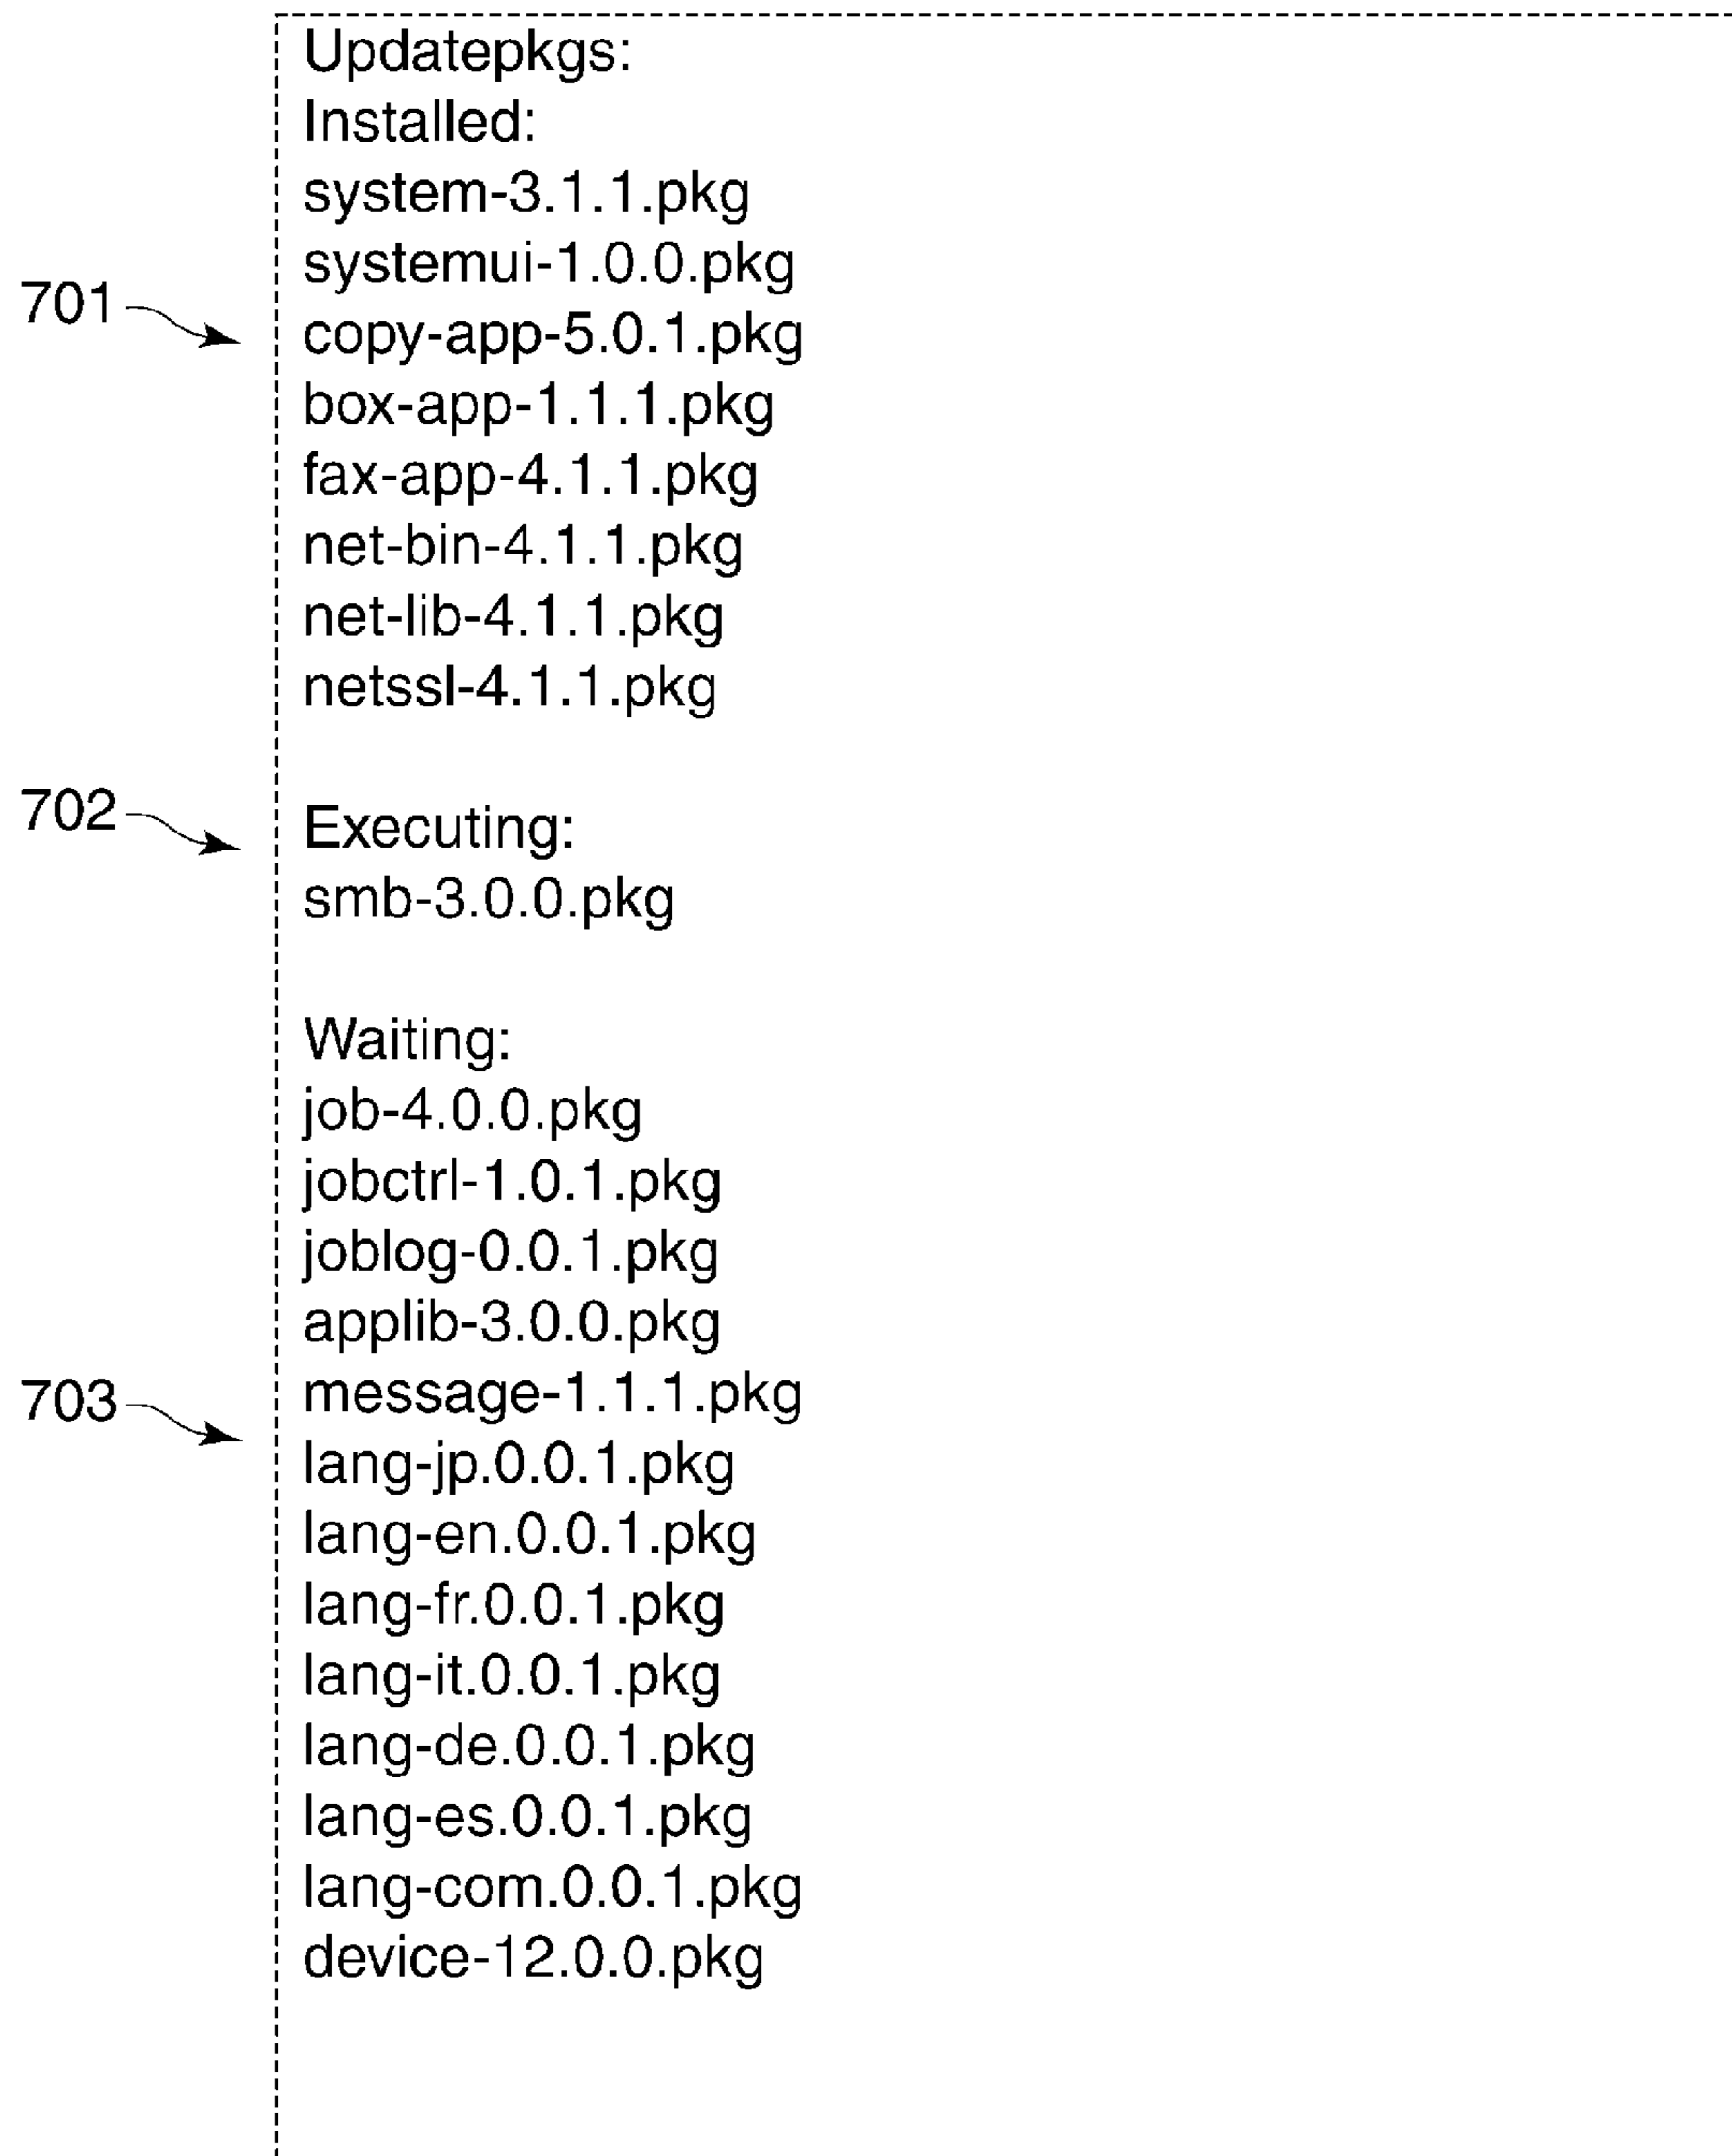 Updatepkgs:
Installed:
system-3.1.1.pkg
systemui-1.0.0.pkg
701
copy-app-5.0.1.pkg
box-app-1.1.1.pkg
fax-app-4.1.1.pkg
net-bin-4.1.1.pkg
net-lib-4.1.1.pkg
netssl-4.1.1.pkg
702
Executing:
smb-3.0.0.pkg
Waiting:
job-4.0.0.pkg
jobctrl-1.0.1.pkg
joblog-0.0.1.pkg
applib-3.0.0.pkg
703
message-1.1.1.pkg
lang-jp.0.0.1.pkg
lang-en.0.0.1.pkg
lang-fr.0.0.1.pkg
lang-it.0.0.1.pkg
lang-de.0.0.1.pkg
lang-es.0.0.1.pkg
lang-com.0.0.1.pkg
device-12.0.0.pkg